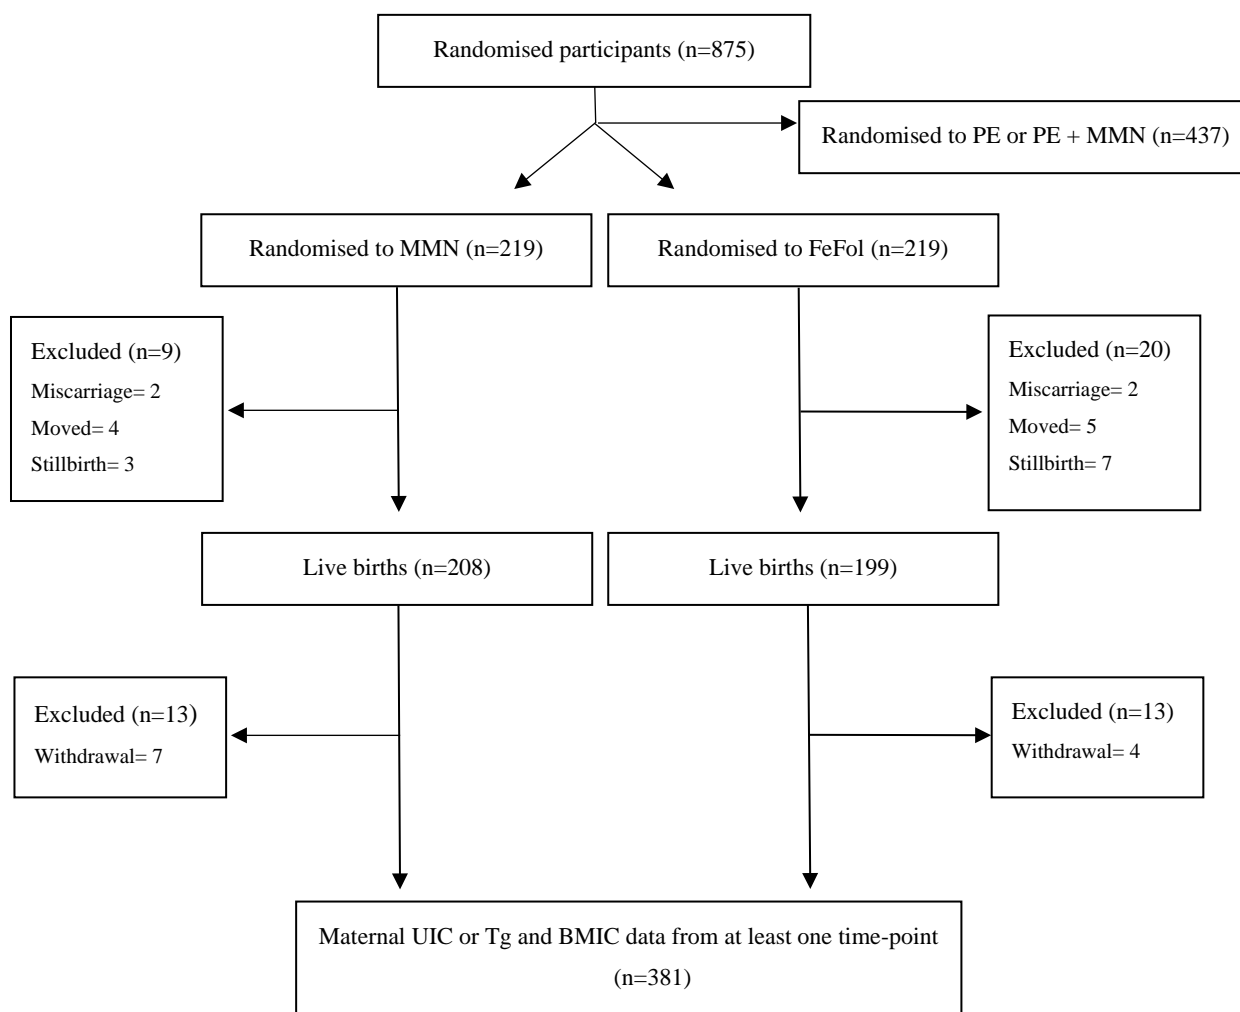 Randomised participants (n=875)
Randomised to PE or PE + MMN (n=437)
Randomised to MMN (n=219)
Randomised to FeFol (n=219)
Excluded (n=9)
Miscarriage= 2
Moved= 4
Stillbirth= 3
Excluded (n=20)
Miscarriage= 2
Moved= 5
Stillbirth= 7
Live births (n=208)
Live births (n=199)
Excluded (n=13)
Withdrawal= 7
Excluded (n=13)
Withdrawal= 4
Maternal UIC or Tg and BMIC data from at least one time-point
(n=381)